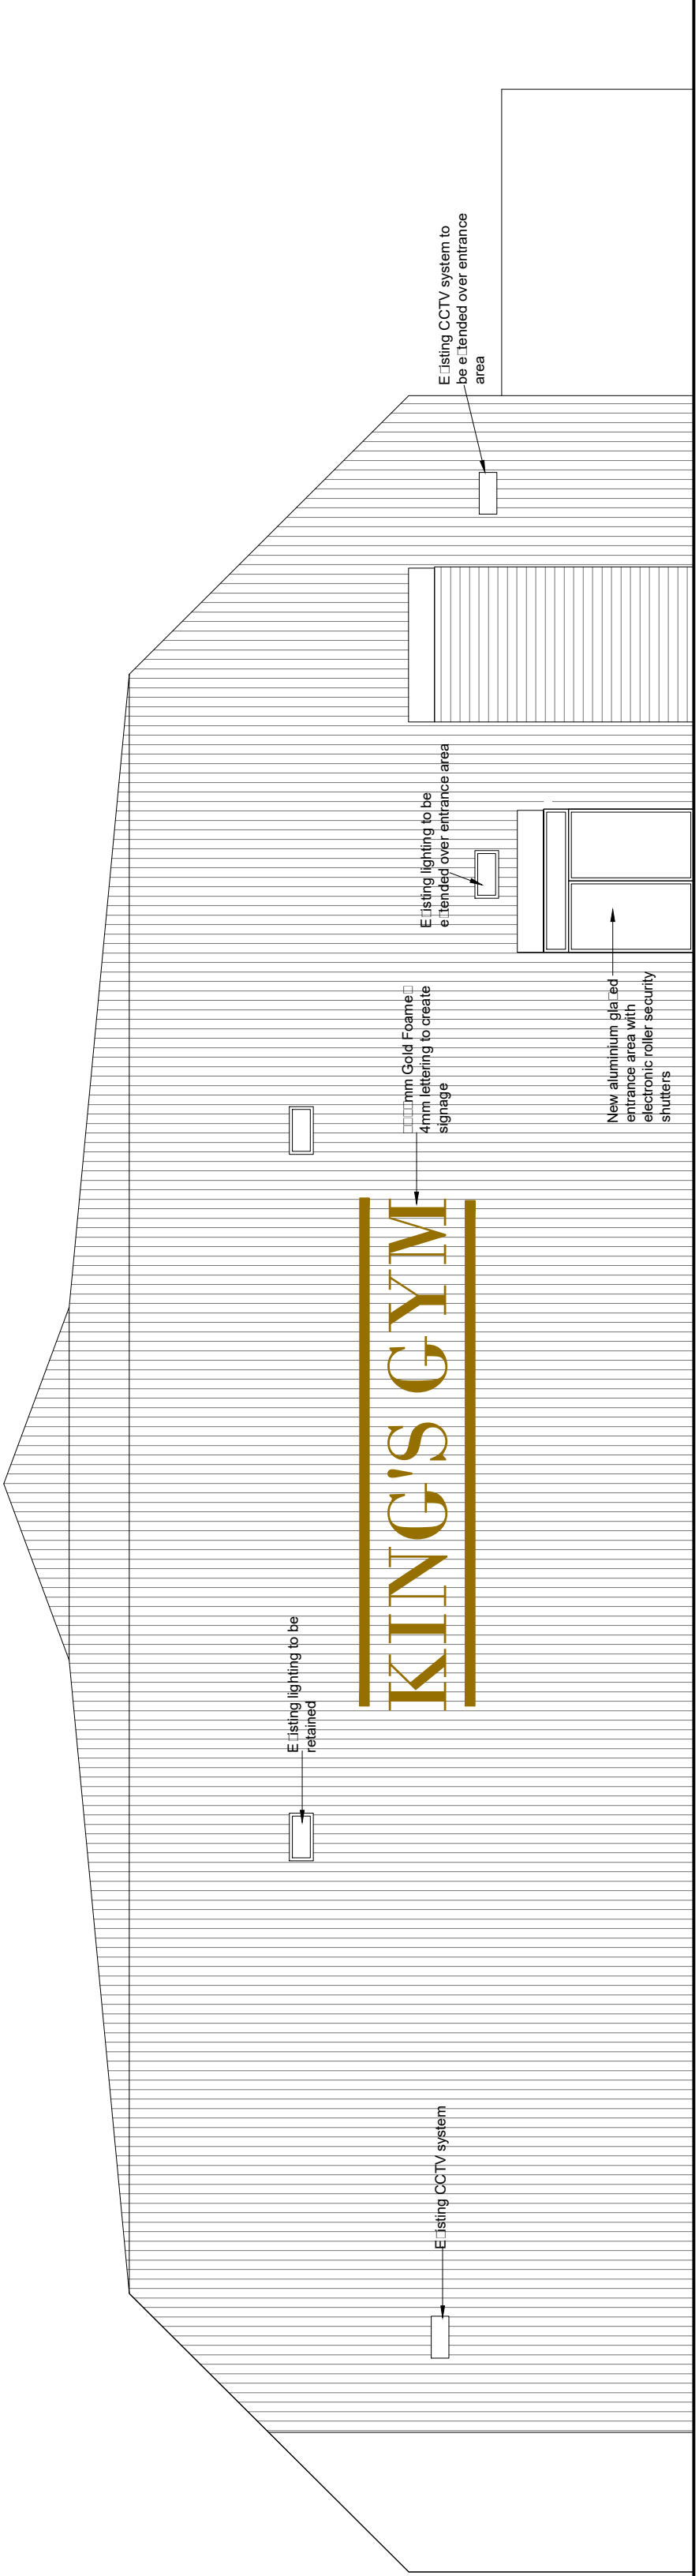 E□isting lighting to be
retained
E□isting CCTV system
KING'S GYM
□□□□mm Gold Foame□
4mm lettering to create
signage
E□isting lighting to be
e□tended over entrance area
E□isting CCTV system to
be e□tended over entrance
area
New aluminium gla□ed
entrance area with
electronic roller security
shutters